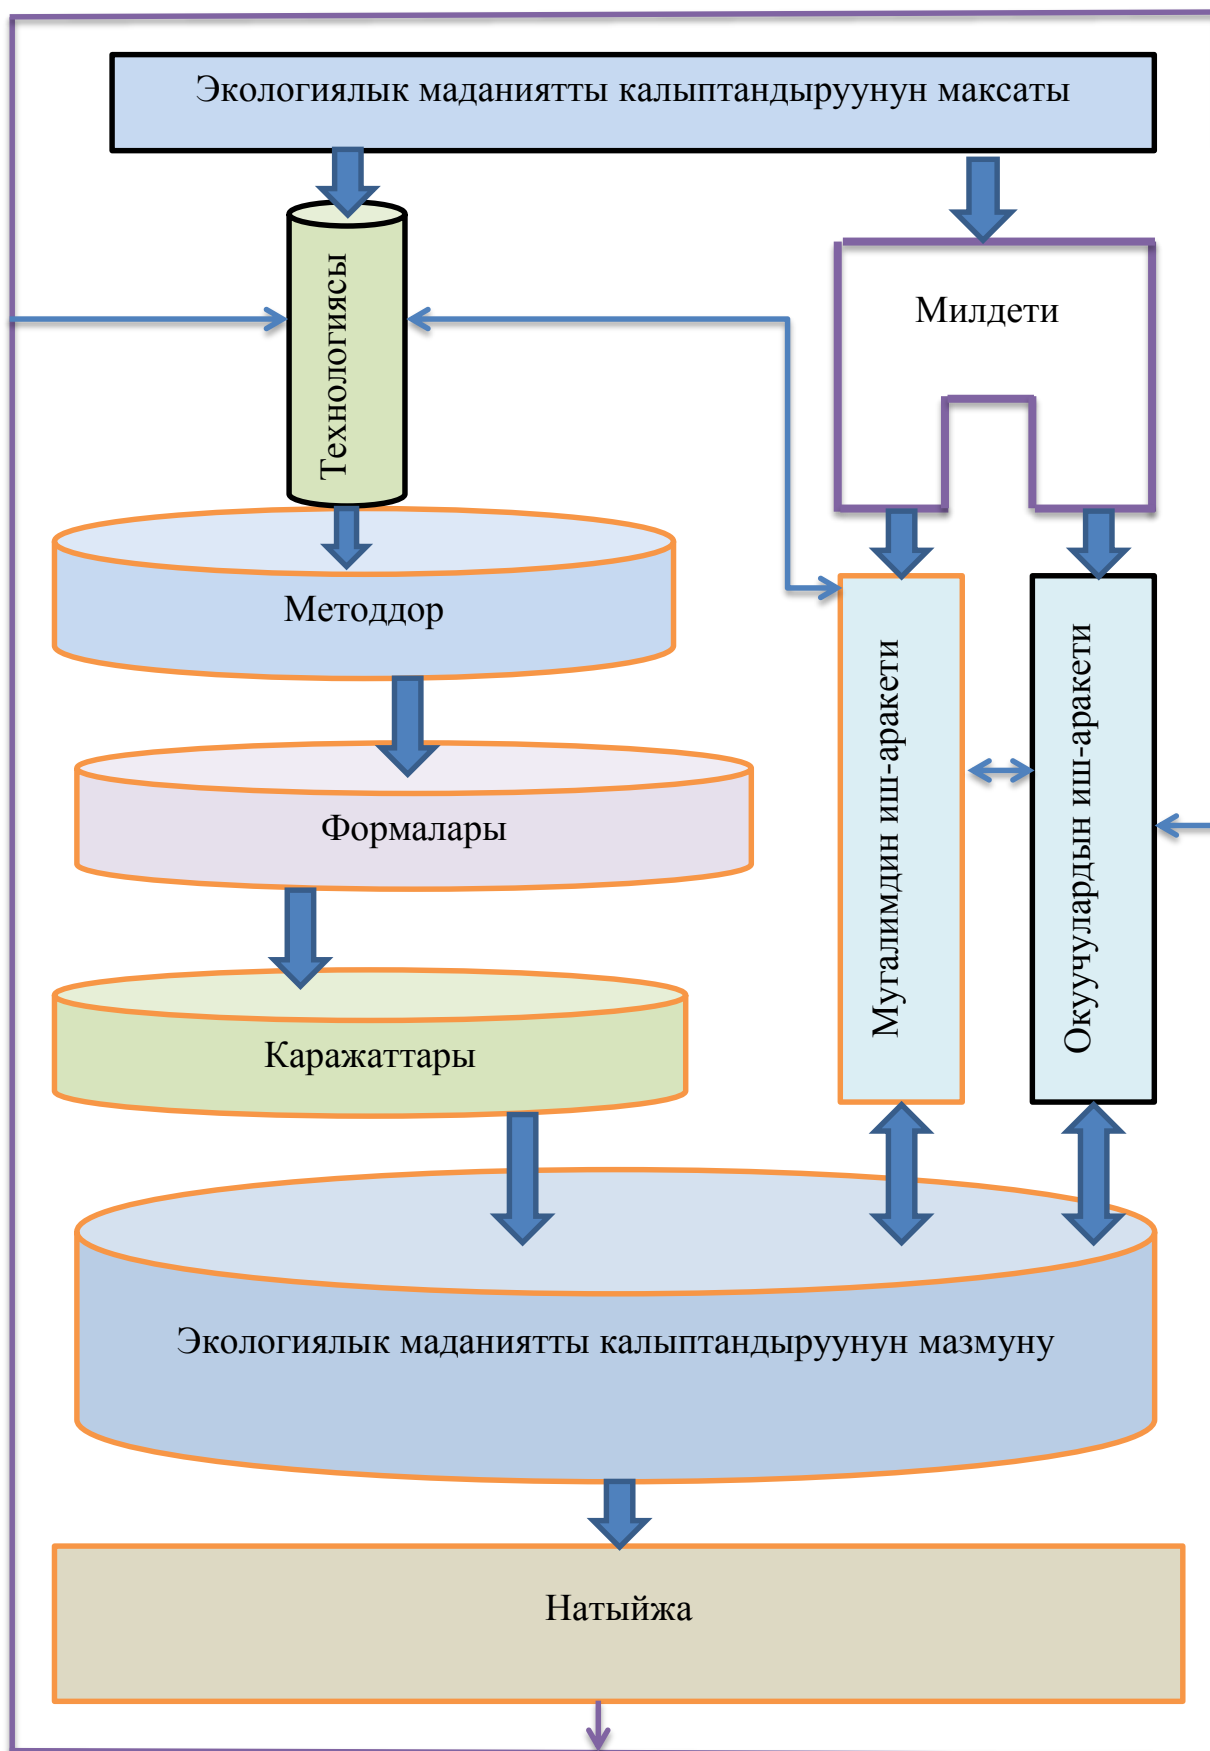 Экологиялык маданиятты калыптандыруунун максаты
Технологиясы
Милдети
Методдор
Формалары
Каражаттары
Мугалимдин иш-аракети
Окуучулардын иш-аракети
Экологиялык маданиятты калыптандыруунун мазмуну
Натыйжа